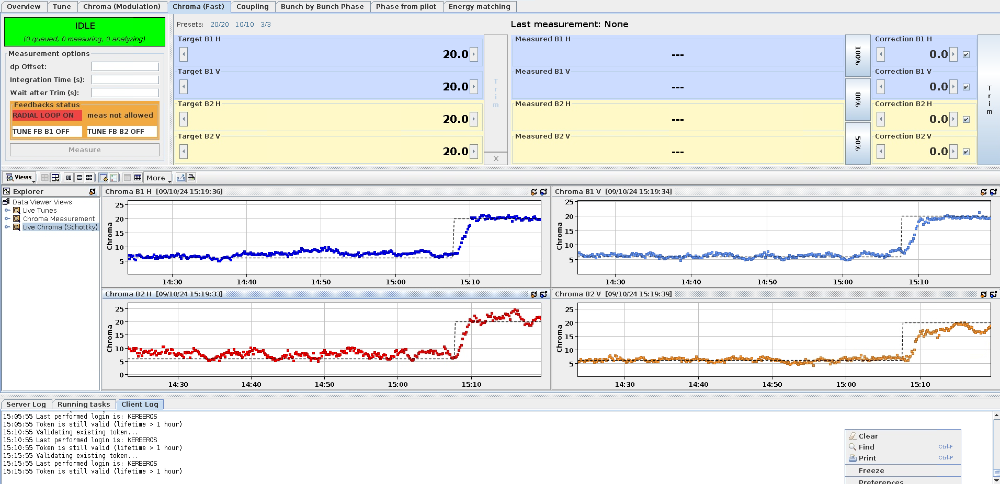 Overview Tune Chroma (Modulation) Chroma (Fast) Coupling Bunch by Bunch Phase Phase from pilot Energy matching
IDLE
(0 queued, 0 measuring, 0 analyzing)
Measurement options
dp Offset:
Integration Time (s):
Wait after Trim (s):
Feedbacks status
RADIAL LOOP ON meas not allowed
TUNE FB B1 OFF TUNE FB B2 OFF
Measure
Presets: 20/20 10/10 3/3
Target B1 H
20.0
Target B1 V
20.0
Target B2 H
20.0
Target B2 V
20.0
Trim
X
Last measurement: None
Measured B1 H
---
Measured B1 V
---
Measured B2 H
---
Measured B2 V
---
100%
80%
50%
Correction B1 H
0.0
Correction B1 V
0.0
Correction B2 H
0.0
Correction B2 V
0.0
Trim
Views More
Explorer
Data Viewer Views
Live Tunes
Chroma Measurement
Live Chroma (Schottky)
Chroma B1 H [09/10/24 15:19:36]
Chroma
25
20
15
10
5
14:30 14:40 14:50 15:00 15:10
Chroma B1 V [09/10/24 15:19:34]
Chroma
25
20
15
10
5
14:30 14:40 14:50 15:00 15:10
Chroma B2 H [09/10/24 15:19:33]
Chroma
25
20
15
10
5
0
14:30 14:40 14:50 15:00 15:10
Chroma B2 V [09/10/24 15:19:39]
Chroma
25
20
15
10
5
14:30 14:40 14:50 15:00 15:10
Server Log Running tasks Client Log
15:05:55 Last performed login is: KERBEROS
15:05:55 Token is still valid (lifetime > 1 hour)
15:10:55 Validating existing token...
15:10:55 Last performed login is: KERBEROS
15:10:55 Token is still valid (lifetime > 1 hour)
15:15:55 Validating existing token...
15:15:55 Last performed login is: KERBEROS
15:15:55 Token is still valid (lifetime > 1 hour)
Clear
Find Ctrl-F
Print Ctrl-P
Freeze
Preferences